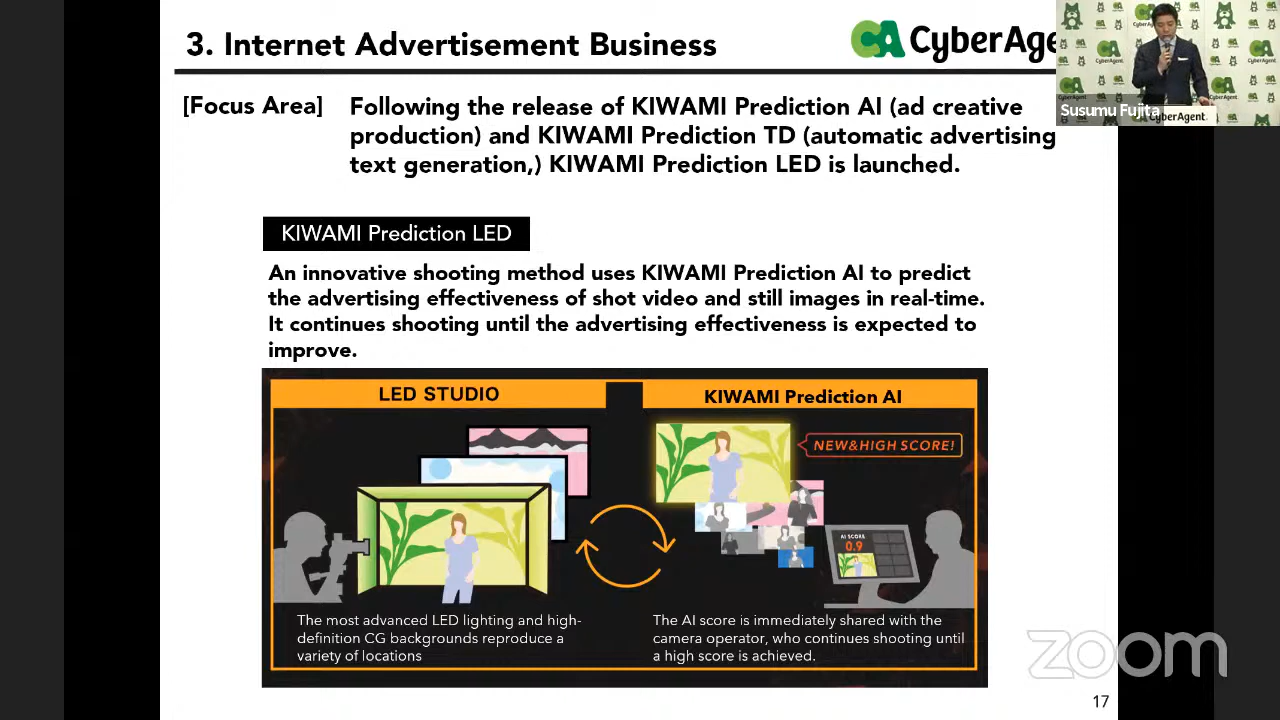 3. Internet Advertisement Business
CyberAge
Susumu Fujita
CyberAgent.
[Focus Area] Following the release of KIWAMI Prediction AI (ad creative
production) and KIWAMI Prediction TD (automatic advertising
text generation,) KIWAMI Prediction LED is launched.
KIWAMI Prediction LED
An innovative shooting method uses KIWAMI Prediction AI to predict
the advertising effectiveness of shot video and still images in real-time.
It continues shooting until the advertising effectiveness is expected to
improve.
LED STUDIO
KIWAMI Prediction AI
NEW&HIGH SCORE!
AI SCORE
0.9
The most advanced LED lighting and high-
definition CG backgrounds reproduce a
variety of locations
The AI score is immediately shared with the
camera operator, who continues shooting until
a high score is achieved.
zoom
17